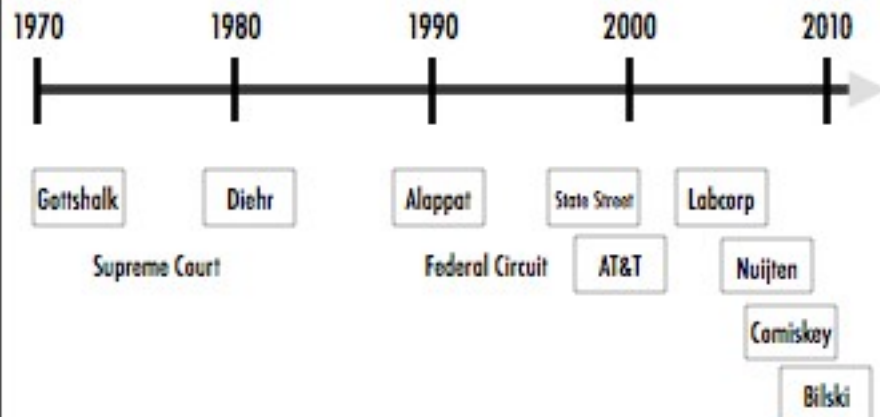 1970 1980 1990 2000 2010
Gottshalk Diehr Alappat State Street Labcorp
Supreme Court Federal Circuit AT&T Nuijten
Comiskey
Bilski